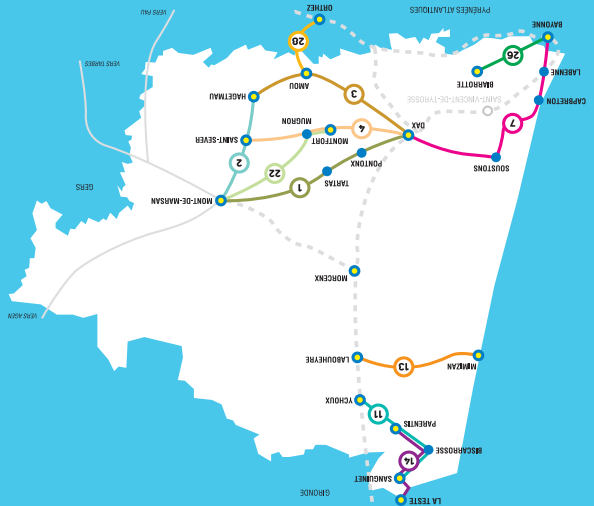 LA TESTE
GIRONDE
SANGUINET
14
BISCARROSSE
PARENTIS
11
YCHOUX
MIMIZAN
13
LABOUHEYRE
VERS AGEN
MORCENX
MONT-DE-MARSAN
GERS
1
TARTAS
22
SOUSTONS
PONTONX
2
MONTFORT
SAINT-SEVER
DAX
4
7
MUGRON
CAPBRETON
SAINT-VINCENT-DE-TYROSSE
3
HAGETMAU
BIARROTTE
AMOU
LABENNE
VERS TARBES
26
28
BAYONNE
ORTHEZ
VERS PAU
PYRÉNÉES ATLANTIQUES